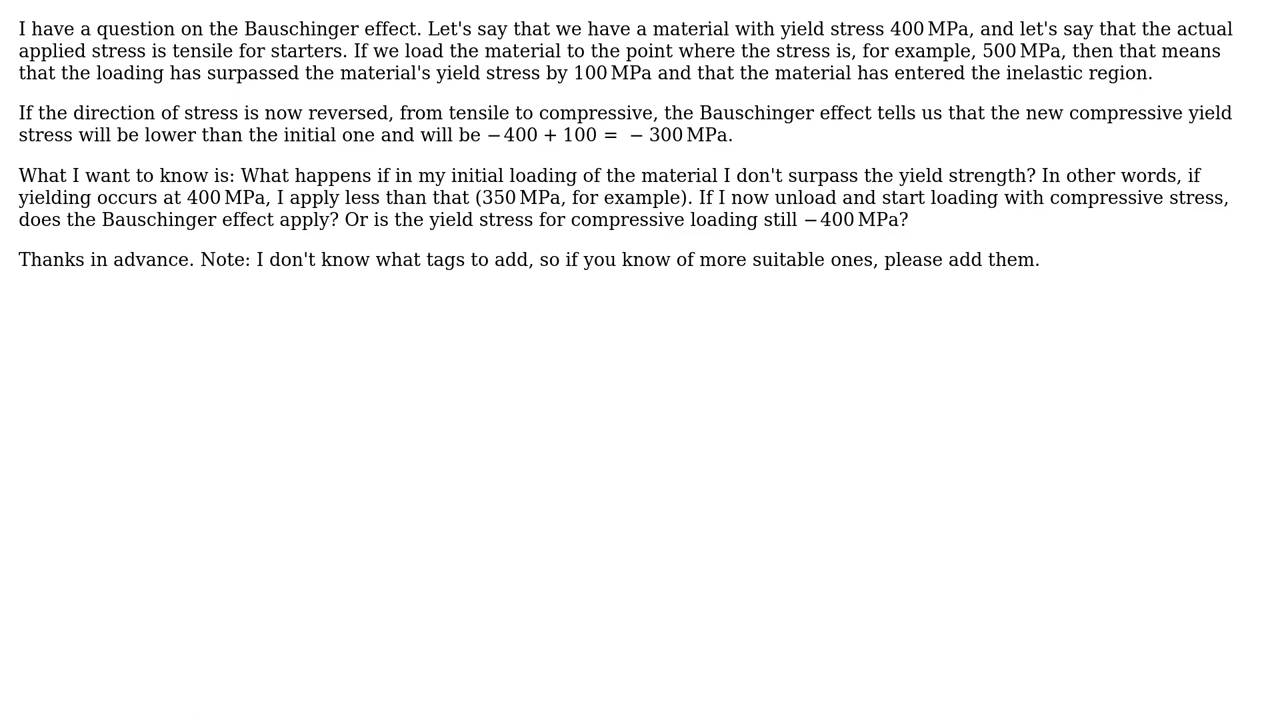 I have a question on the Bauschinger effect. Let's say that we have a material with yield stress 400 MPa, and let's say that the actual
applied stress is tensile for starters. If we load the material to the point where the stress is, for example, 500 MPa, then that means
that the loading has surpassed the material's yield stress by 100 MPa and that the material has entered the inelastic region.
If the direction of stress is now reversed, from tensile to compressive, the Bauschinger effect tells us that the new compressive yield
stress will be lower than the initial one and will be −400 + 100 = −300 MPa.
What I want to know is: What happens if in my initial loading of the material I don't surpass the yield strength? In other words, if
yielding occurs at 400 MPa, I apply less than that (350 MPa, for example). If I now unload and start loading with compressive stress,
does the Bauschinger effect apply? Or is the yield stress for compressive loading still −400 MPa?
Thanks in advance. Note: I don't know what tags to add, so if you know of more suitable ones, please add them.